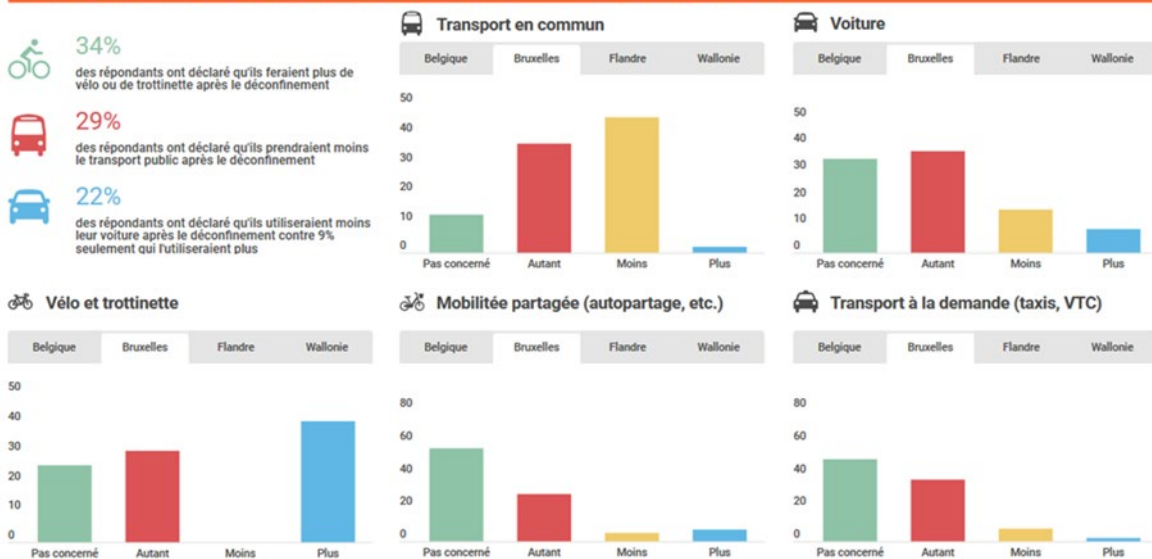 34%
des répondants ont déclaré qu'ils feraient plus de
vélo ou de trottinette après le déconfinement
29%
des répondants ont déclaré qu'ils prendraient moins
le transport public après le déconfinement
22%
des répondants ont déclaré qu'ils utiliseraient moins
leur voiture après le déconfinement contre 9%
seulement qui l'utiliseraient plus
Transport en commun
Belgique Bruxelles Flandre Wallonie
50
40
30
20
10
0
Pas concerné Autant Moins Plus
Voiture
Belgique Bruxelles Flandre Wallonie
50
40
30
20
10
0
Pas concerné Autant Moins Plus
Vélo et trottinette
Belgique Bruxelles Flandre Wallonie
50
40
30
20
10
0
Pas concerné Autant Moins Plus
Mobilitée partagée (autopartage, etc.)
Belgique Bruxelles Flandre Wallonie
80
60
40
20
0
Pas concerné Autant Moins Plus
Transport à la demande (taxis, VTC)
Belgique Bruxelles Flandre Wallonie
80
60
40
20
0
Pas concerné Autant Moins Plus